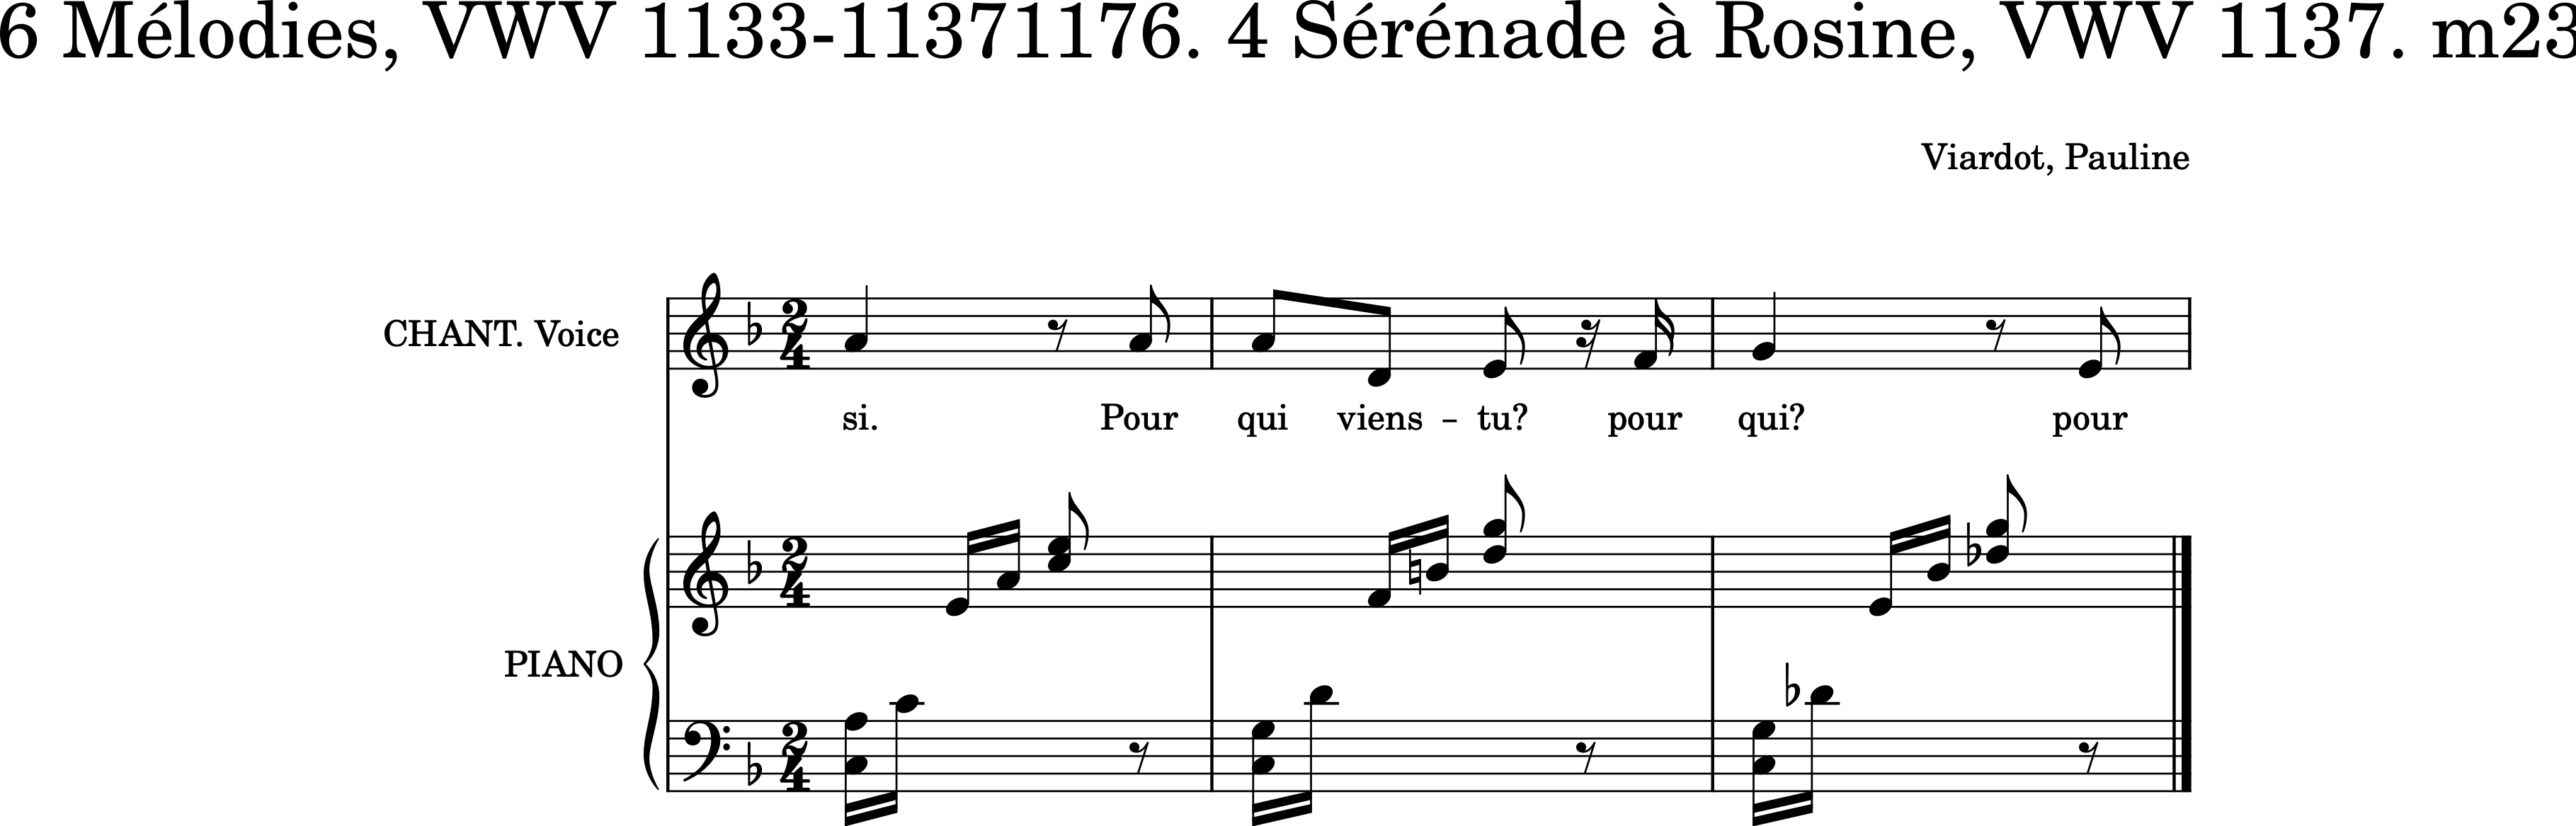 6 Mélodies, VWV 1133-11371176. 4 Sérénade à Rosine, VWV 1137. m23
Viardot, Pauline
CHANT. Voice
si. Pour qui viens - tu? pour qui? pour
PIANO